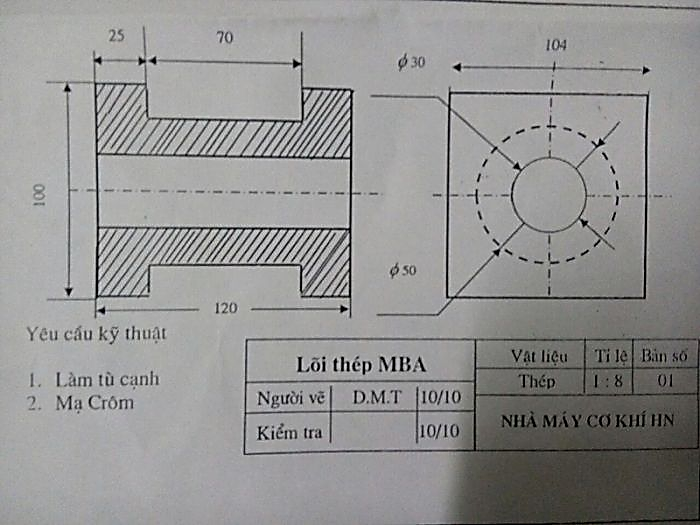 25
70
104
ϕ 30
100
ϕ 50
120
Yêu cầu kỹ thuật
1. Làm tù cạnh
2. Mạ Crôm
Lõi thép MBA
Vật liệu Tỉ lệ Bản số
Thép 1 : 8 01
Người vẽ D.M.T 10/10
NHÀ MÁY CƠ KHÍ HN
Kiểm tra 10/10